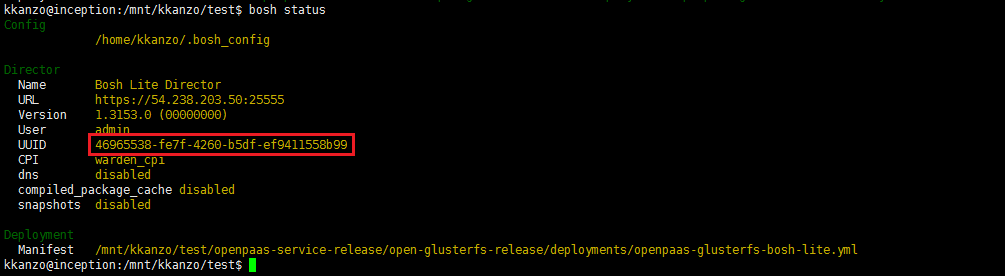 kkanzo@inception:/mnt/kkanzo/test$ bosh status
Config
/home/kkanzo/.bosh_config
Director
Name Bosh Lite Director
URL https://54.238.203.50:25555
Version 1.3153.0 (00000000)
User admin
UUID 46965538-fe7f-4260-b5df-ef9411558b99
CPI warden_cpi
dns disabled
compiled_package_cache disabled
snapshots disabled
Deployment
Manifest /mnt/kkanzo/test/openpaas-service-release/open-glusterfs-release/deployments/openpaas-glusterfs-bosh-lite.yml
kkanzo@inception:/mnt/kkanzo/test$